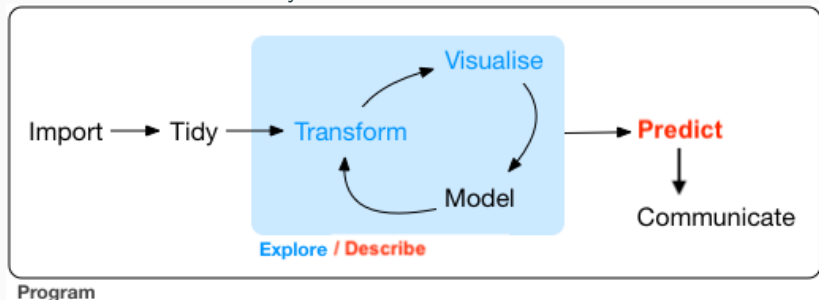 Visualise
Import Tidy Transform Predict
Model
Communicate
Explore / Describe
Program